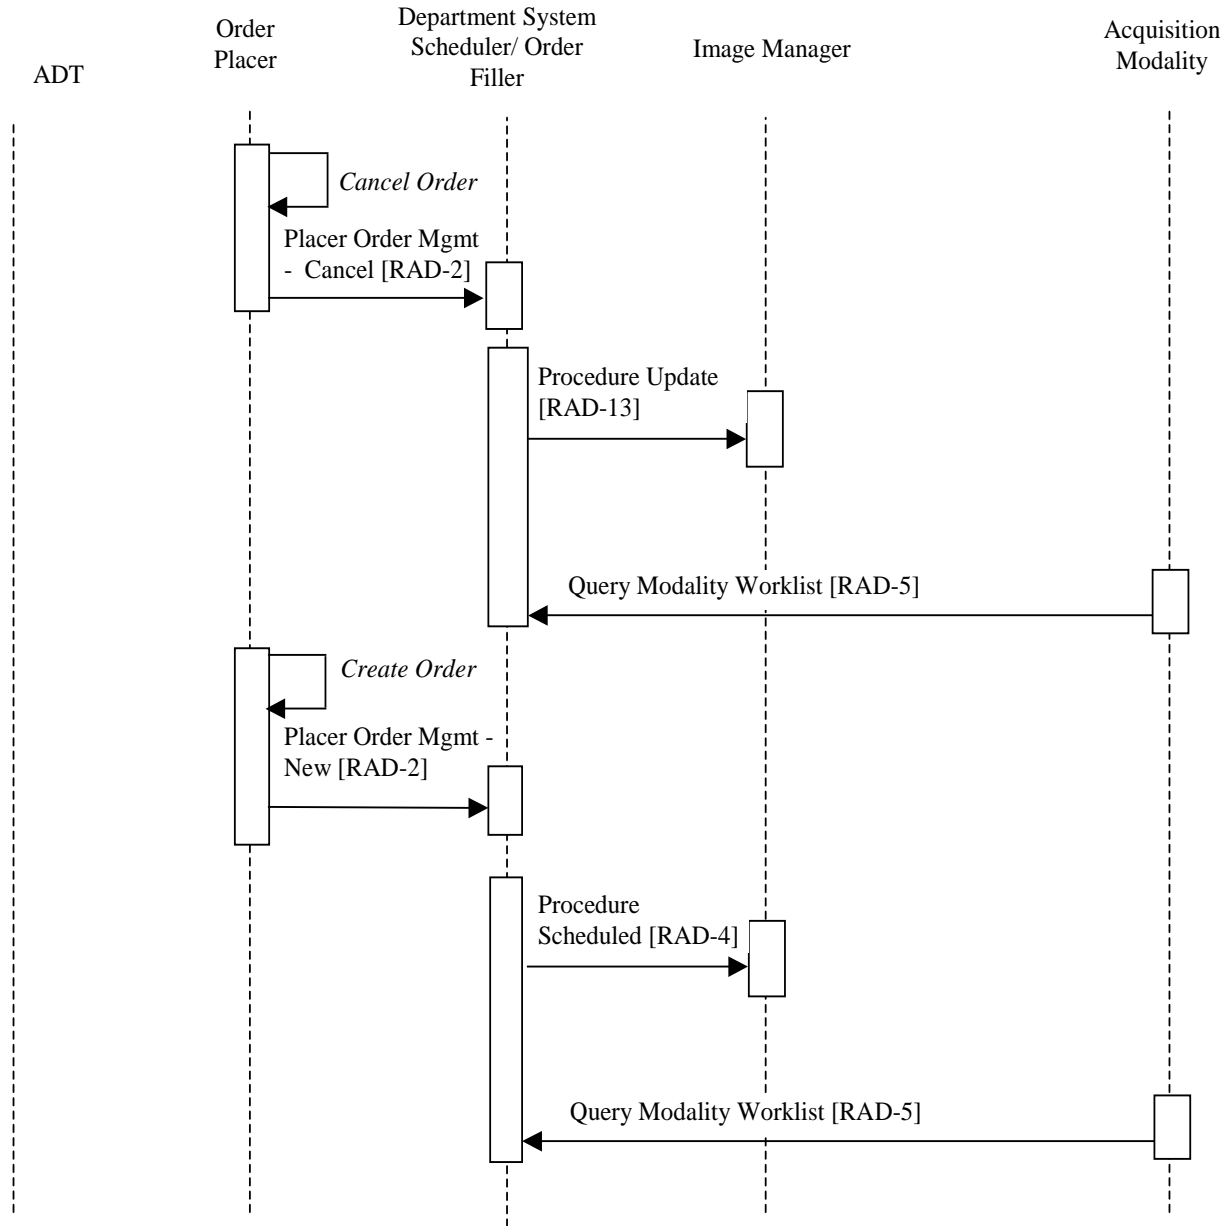 ADT
Order
Placer
Department System
Scheduler/ Order
Filler
Image Manager
Acquisition
Modality
Cancel Order
Placer Order Mgmt
- Cancel [RAD-2]
Procedure Update
[RAD-13]
Query Modality Worklist [RAD-5]
Create Order
Placer Order Mgmt -
New [RAD-2]
Procedure
Scheduled [RAD-4]
Query Modality Worklist [RAD-5]